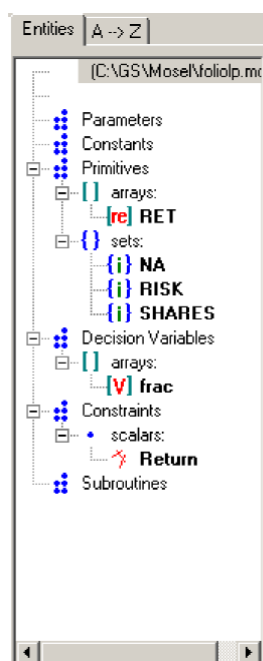 Entities A --> Z
(C:\GS\Mosel\foliolp.mo
Parameters
Constants
Primitives
[ ] arrays:
[re] RET
{ } sets:
{i} NA
{i} RISK
{i} SHARES
Decision Variables
[ ] arrays:
[V] frac
Constraints
scalars:
Return
Subroutines